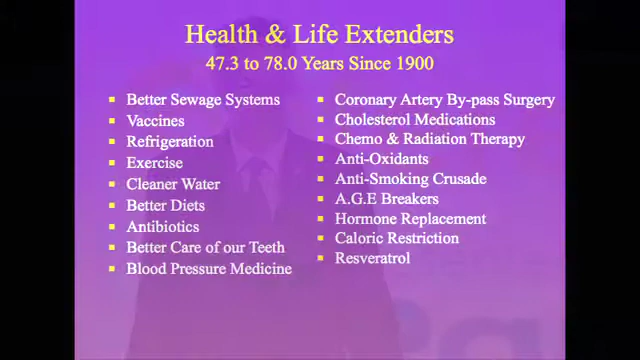 Health & Life Extenders
47.3 to 78.0 Years Since 1900
Better Sewage Systems
Vaccines
Refrigeration
Exercise
Cleaner Water
Better Diets
Antibiotics
Better Care of our Teeth
Blood Pressure Medicine
Coronary Artery By-pass Surgery
Cholesterol Medications
Chemo & Radiation Therapy
Anti-Oxidants
Anti-Smoking Crusade
A.G.E Breakers
Hormone Replacement
Caloric Restriction
Resveratrol